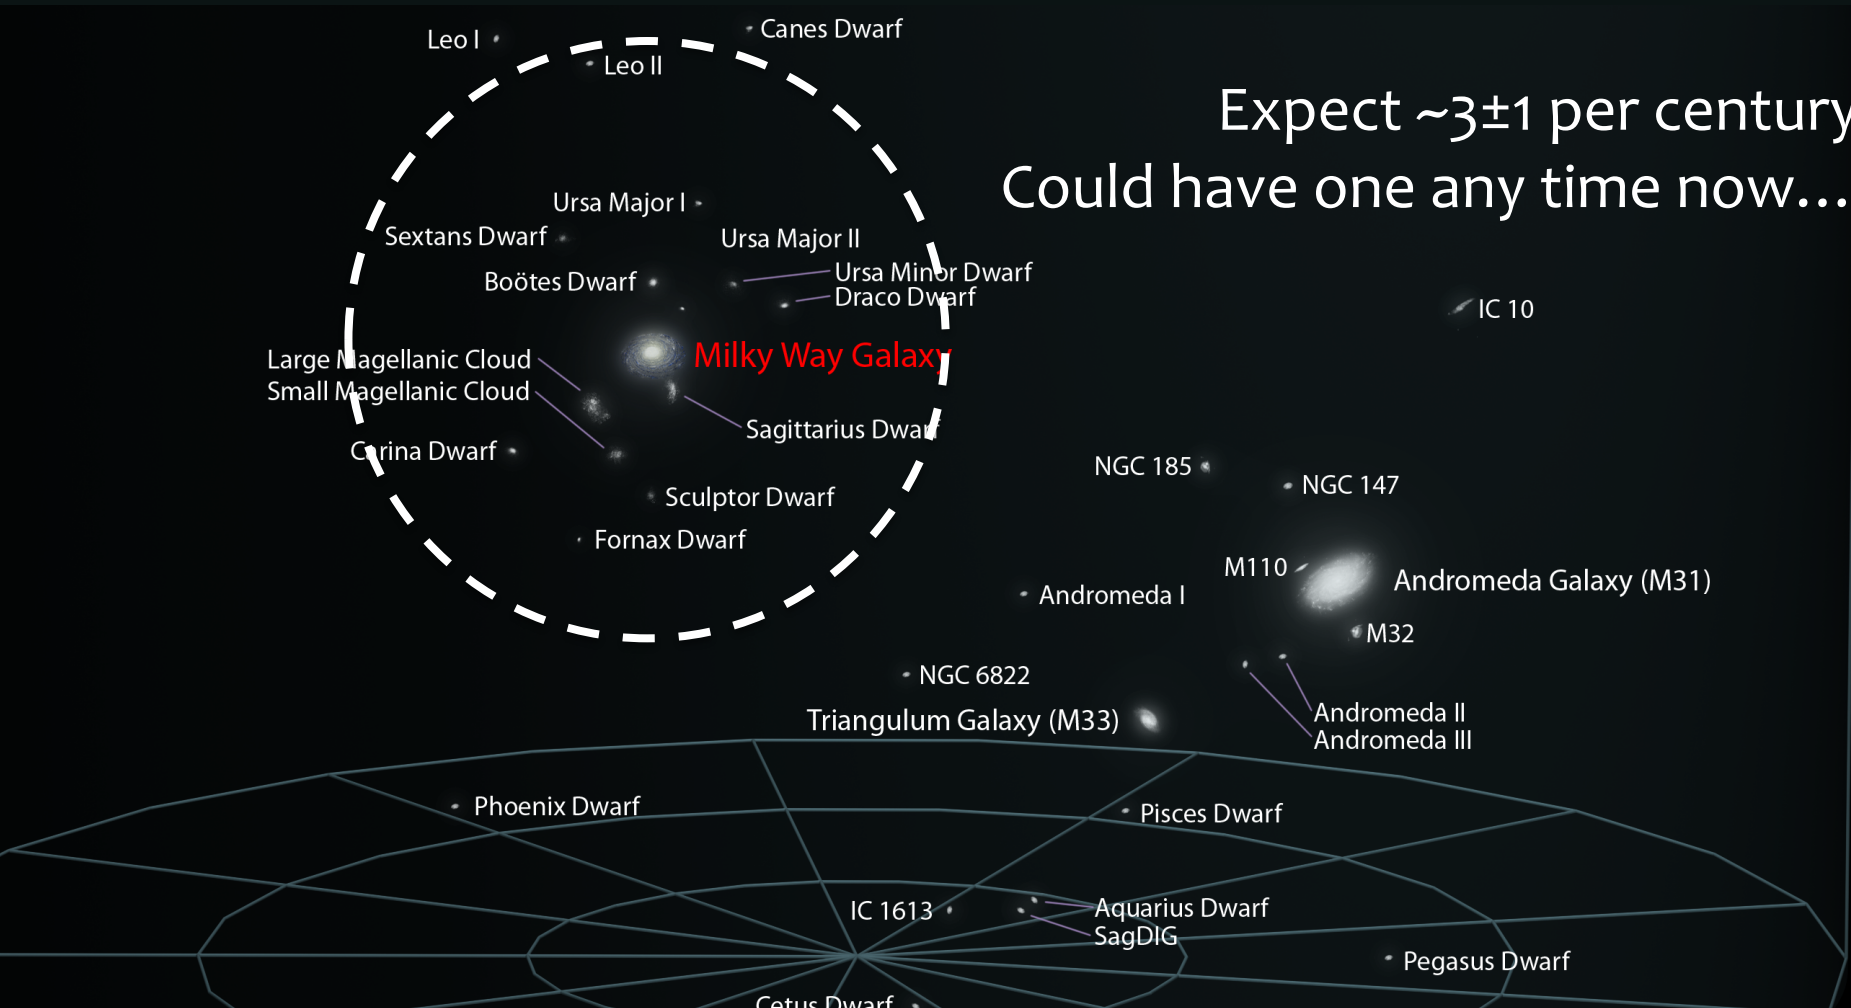 Leo I
Canes Dwarf
Leo II
Expect ~3±1 per century
Could have one any time now...
Ursa Major I
Sextans Dwarf
Ursa Major II
Boötes Dwarf
Ursa Minor Dwarf
Draco Dwarf
IC 10
Large Magellanic Cloud
Milky Way Galaxy
Small Magellanic Cloud
Sagittarius Dwarf
Carina Dwarf
NGC 185
NGC 147
Sculptor Dwarf
Fornax Dwarf
M110
Andromeda Galaxy (M31)
Andromeda I
M32
NGC 6822
Andromeda II
Triangulum Galaxy (M33)
Andromeda III
Phoenix Dwarf
Pisces Dwarf
IC 1613
Aquarius Dwarf
SagDIG
Pegasus Dwarf
Cetus Dwarf